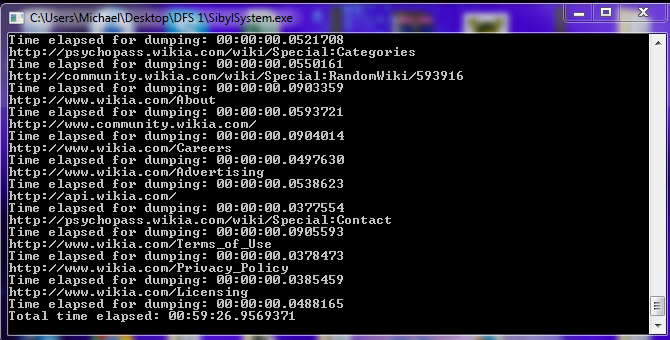 C:\Users\Michael\Desktop\DFS 1\SibylSystem.exe
Time elapsed for dumping: 00:00:00.0521708
http://psychopass.wikia.com/wiki/Special:Categories
Time elapsed for dumping: 00:00:00.0550161
http://community.wikia.com/wiki/Special:RandomWiki/593916
Time elapsed for dumping: 00:00:00.0903359
http://www.wikia.com/About
Time elapsed for dumping: 00:00:00.0593721
http://www.community.wikia.com/
Time elapsed for dumping: 00:00:00.0904014
http://www.wikia.com/Careers
Time elapsed for dumping: 00:00:00.0497630
http://www.wikia.com/Advertising
Time elapsed for dumping: 00:00:00.0538623
http://api.wikia.com/
Time elapsed for dumping: 00:00:00.0377554
http://psychopass.wikia.com/wiki/Special:Contact
Time elapsed for dumping: 00:00:00.0905593
http://www.wikia.com/Terms_of_Use
Time elapsed for dumping: 00:00:00.0378473
http://www.wikia.com/Privacy_Policy
Time elapsed for dumping: 00:00:00.0385459
http://www.wikia.com/Licensing
Time elapsed for dumping: 00:00:00.0488165
Total time elapsed: 00:59:26.9569371